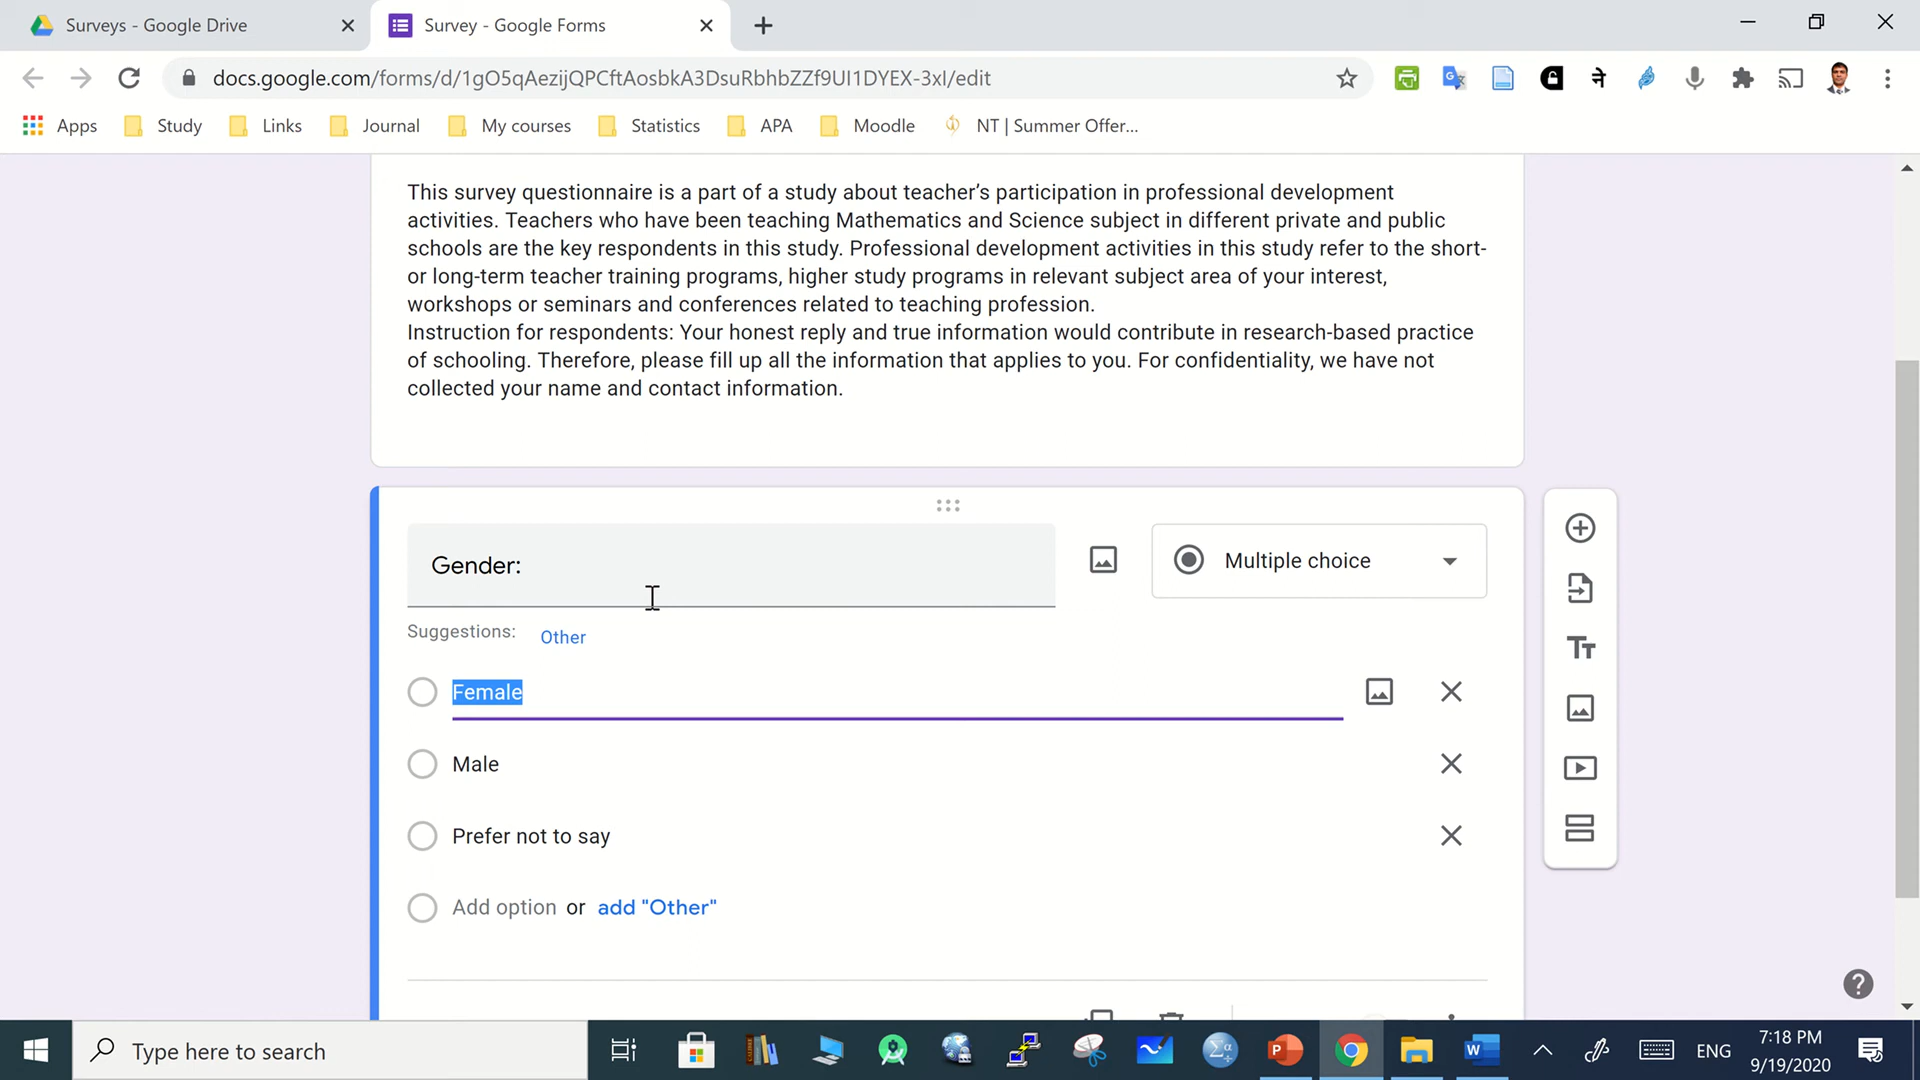 Surveys - Google Drive
Survey - Google Forms
docs.google.com/forms/d/1gO5qAezijQPCftAosbkA3DsuRbhbZZf9UI1DYEX-3xI/edit
Apps
Study
Links
Journal
My courses
Statistics
APA
Moodle
NT | Summer Offer...
This survey questionnaire is a part of a study about teacher’s participation in professional development
activities. Teachers who have been teaching Mathematics and Science subject in different private and public
schools are the key respondents in this study. Professional development activities in this study refer to the short-
or long-term teacher training programs, higher study programs in relevant subject area of your interest,
workshops or seminars and conferences related to teaching profession.
Instruction for respondents: Your honest reply and true information would contribute in research-based practice
of schooling. Therefore, please fill up all the information that applies to you. For confidentiality, we have not
collected your name and contact information.
Gender:
Multiple choice
Suggestions: Other
Female
Male
Prefer not to say
Add option or add "Other"
Type here to search
ENG
7:18 PM
9/19/2020